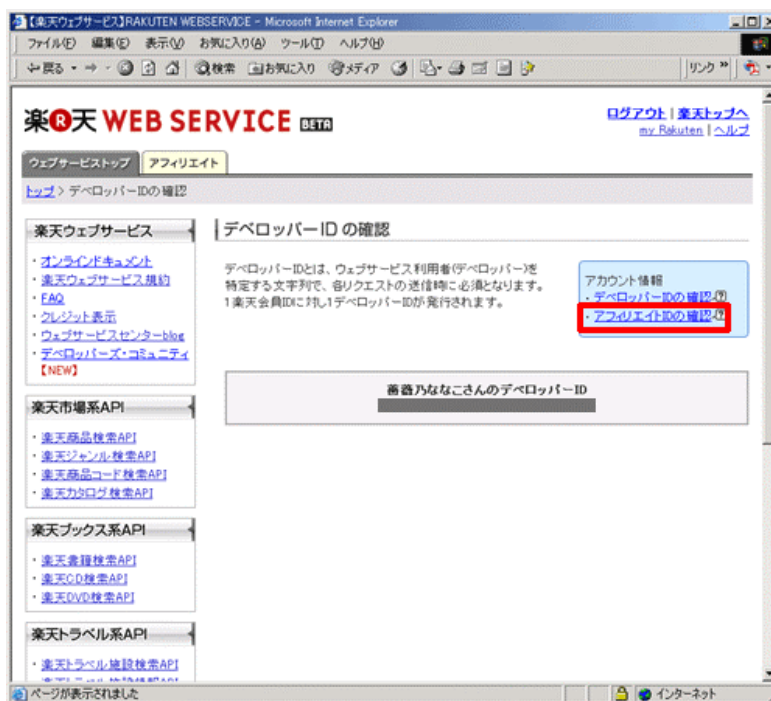 【楽天ウェブサービス】RAKUTEN WEBSERVICE - Microsoft Internet Explorer
ファイル(F) 編集(E) 表示(V) お気に入り(A) ツール(T) ヘルプ(H)
戻る 検索 お気に入り メディア リンク »
楽R天 WEB SERVICE BETA
ログアウト | 楽天トップへ
my Rakuten | ヘルプ
ウェブサービストップ アフィリエイト
トップ > デベロッパーIDの確認
楽天ウェブサービス
・オンラインドキュメント
・楽天ウェブサービス規約
・FAQ
・クレジット表示
・ウェブサービスセンターblog
・デベロッパーズ・コミュニティ
【NEW】
楽天市場系API
・楽天商品検索API
・楽天ジャンル検索API
・楽天商品コード検索API
・楽天カタログ検索API
楽天ブックス系API
・楽天書籍検索API
・楽天CD検索API
・楽天DVD検索API
楽天トラベル系API
・楽天トラベル施設検索API
デベロッパーID の確認
デベロッパーIDとは、ウェブサービス利用者(デベロッパー)を
特定する文字列で、各リクエストの送信時に必須となります。
1楽天会員IDに対し1デベロッパーIDが発行されます。
アカウント情報
・デベロッパーIDの確認 ?
・アフィリエイトIDの確認 ?
薔薇乃ななこさんのデベロッパーID
ページが表示されました
インターネット